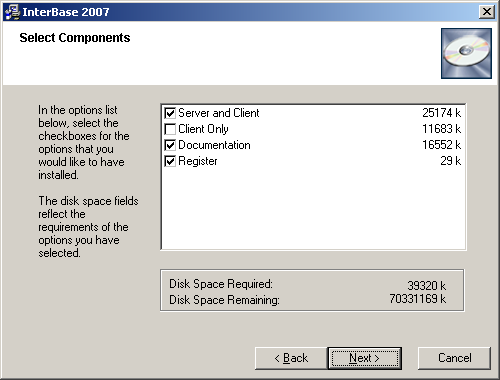 InterBase 2007
Select Components
In the options list
below, select the
checkboxes for the
options that you
would like to have
installed.
The disk space fields
reflect the
requirements of the
options you have
selected.
Server and Client 25174 k
Client Only 11683 k
Documentation 16552 k
Register 29 k
Disk Space Required: 39320 k
Disk Space Remaining: 70331169 k
< Back
Next >
Cancel